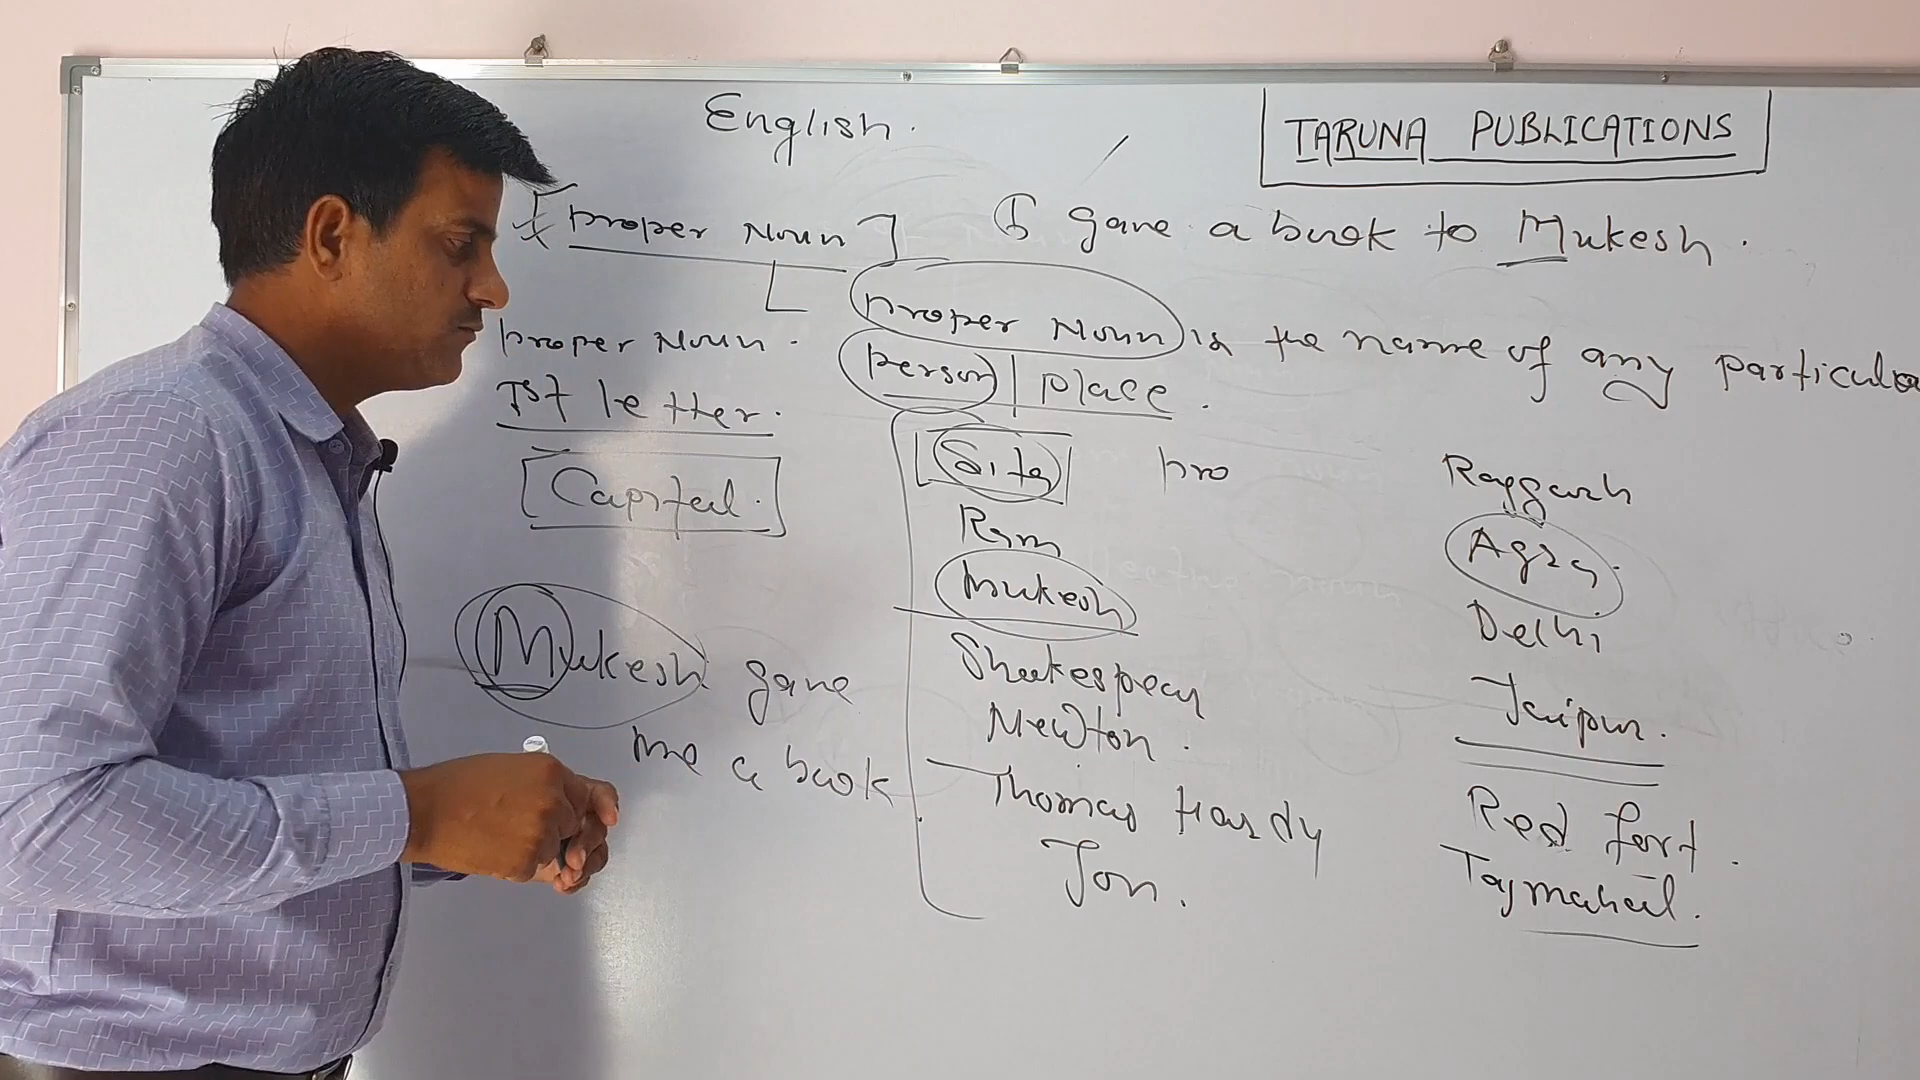 English.
TARUNA PUBLICATIONS
[Proper Noun]
I gave a book to Mukesh.
Proper Noun is the name of any particular
person | place.
Proper Noun.
Ist letter.
Capital.
Mukesh gave
me a book
Sita
pro
Ram
Mukesh
Shakespear
Newton.
Thomas Hardy
Jon.
Agra.
Delhi
Jaipur.
Red fort.
Tajmahal.